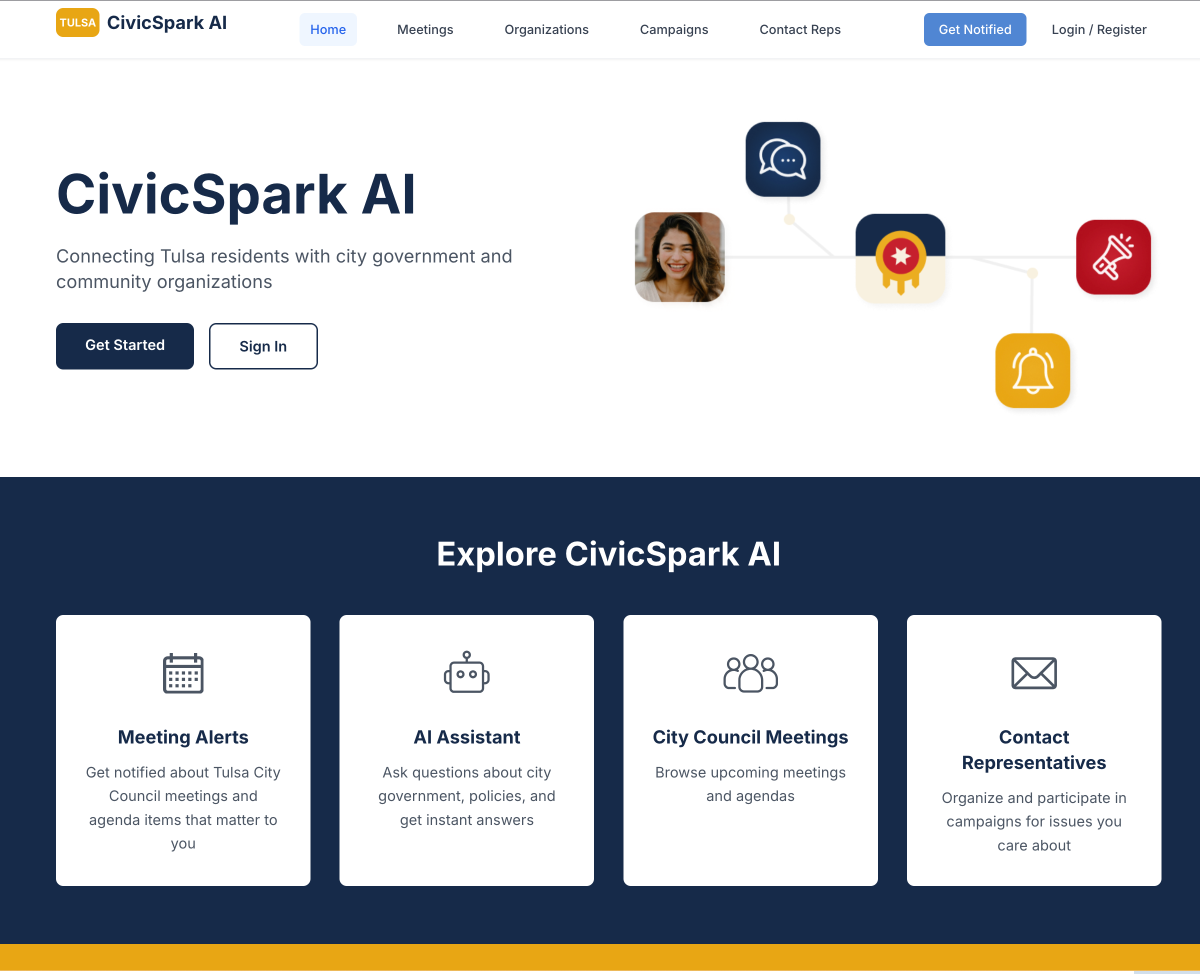 TULSA
CivicSpark AI
Home
Meetings
Organizations
Campaigns
Contact Reps
Get Notified
Login / Register
CivicSpark AI
Connecting Tulsa residents with city government and
community organizations
Get Started
Sign In
Explore CivicSpark AI
Meeting Alerts
Get notified about Tulsa City
Council meetings and
agenda items that matter to
you
AI Assistant
Ask questions about city
government, policies, and
get instant answers
City Council Meetings
Browse upcoming meetings
and agendas
Contact
Representatives
Organize and participate in
campaigns for issues you
care about